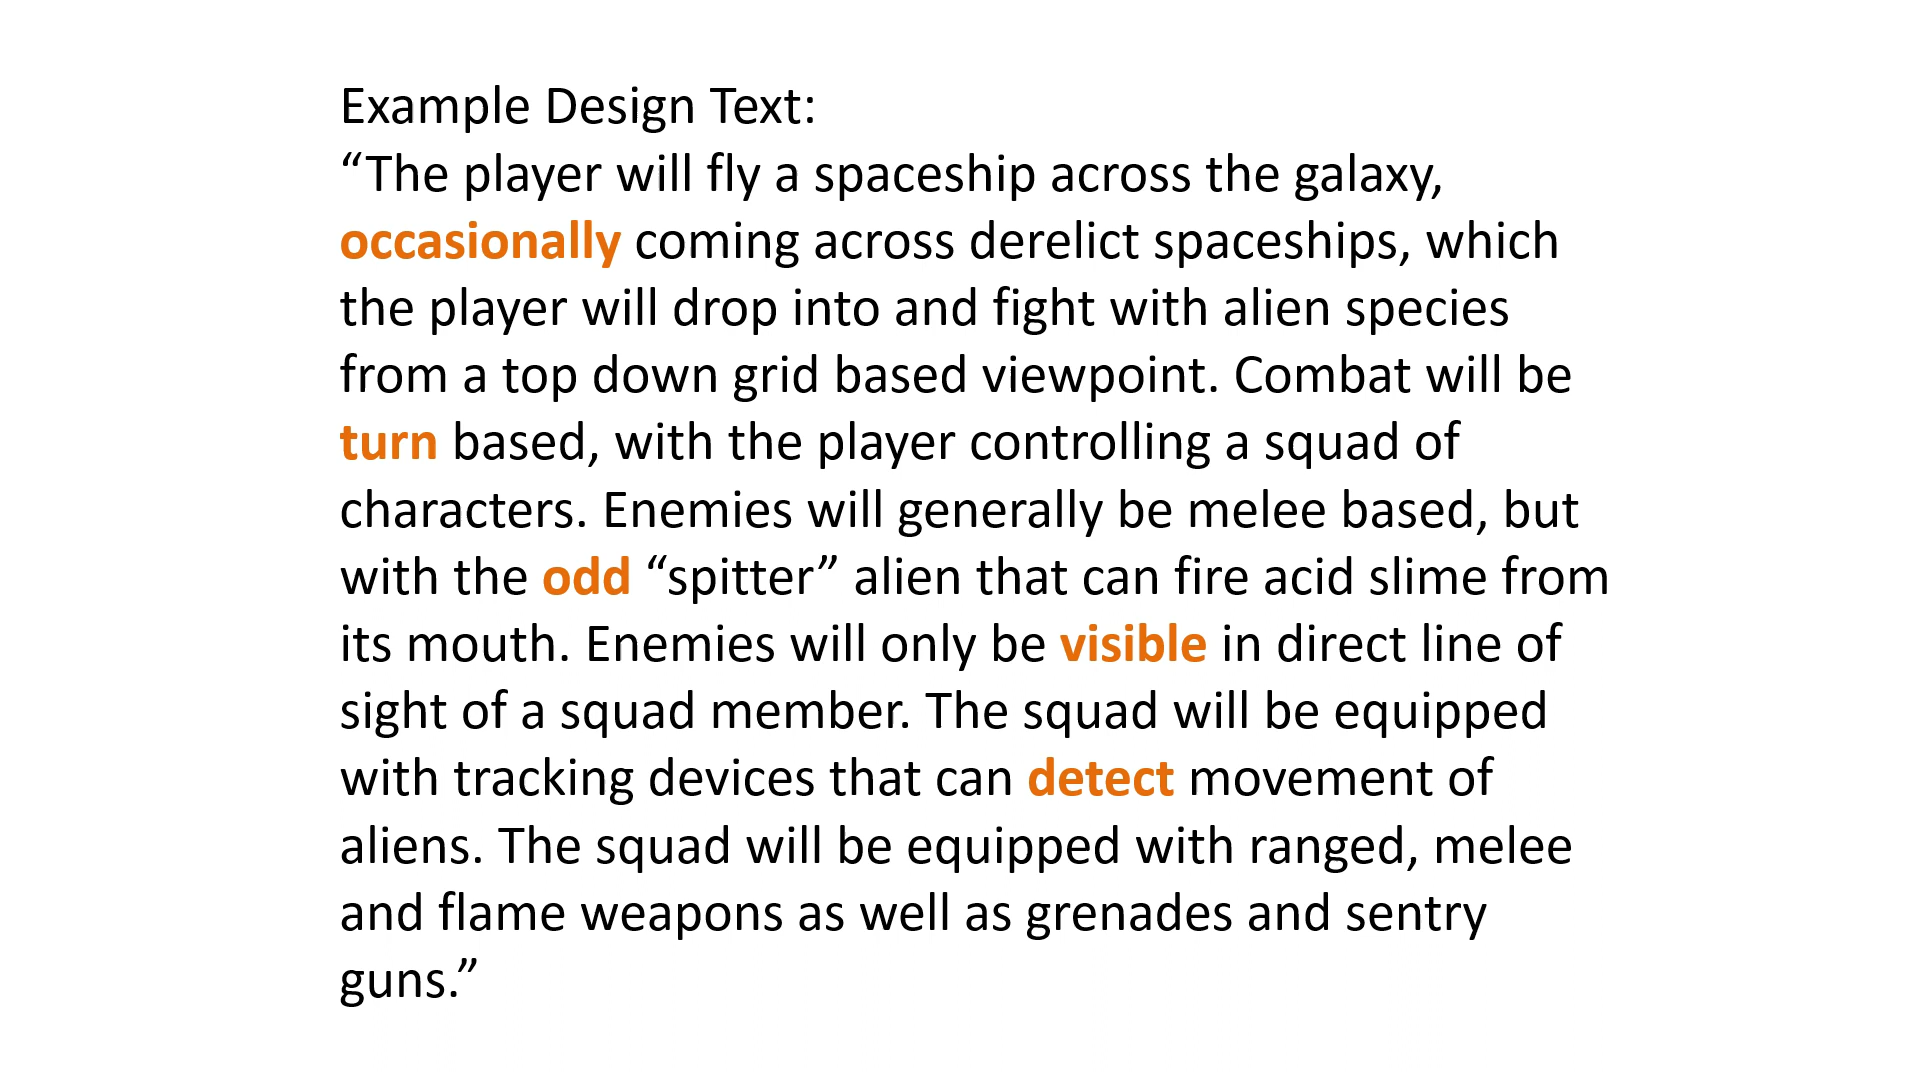 Example Design Text:
“The player will fly a spaceship across the galaxy,
occasionally coming across derelict spaceships, which
the player will drop into and fight with alien species
from a top down grid based viewpoint. Combat will be
turn based, with the player controlling a squad of
characters. Enemies will generally be melee based, but
with the odd “spitter” alien that can fire acid slime from
its mouth. Enemies will only be visible in direct line of
sight of a squad member. The squad will be equipped
with tracking devices that can detect movement of
aliens. The squad will be equipped with ranged, melee
and flame weapons as well as grenades and sentry
guns.”